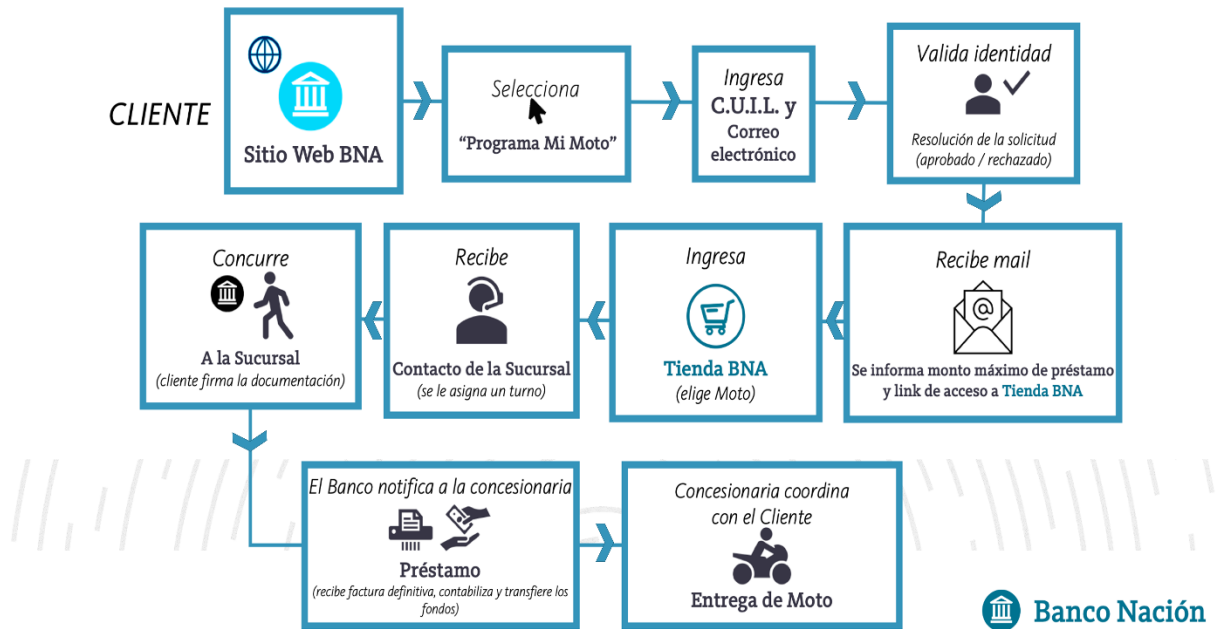 CLIENTE
Sitio Web BNA
Selecciona
“Programa Mi Moto”
Ingresa
C.U.I.L. y
Correo
electrónico
Valida identidad
Resolución de la solicitud
(aprobado / rechazado)
Recibe mail
@
Se informa monto máximo de préstamo
y link de acceso a Tienda BNA
Ingresa
Tienda BNA
(elige Moto)
Recibe
Contacto de la Sucursal
(se le asigna un turno)
Concurre
A la Sucursal
(cliente firma la documentación)
El Banco notifica a la concesionaria
Préstamo
(recibe factura definitiva, contabiliza y transfiere los
fondos)
Concesionaria coordina
con el Cliente
Entrega de Moto
Banco Nación